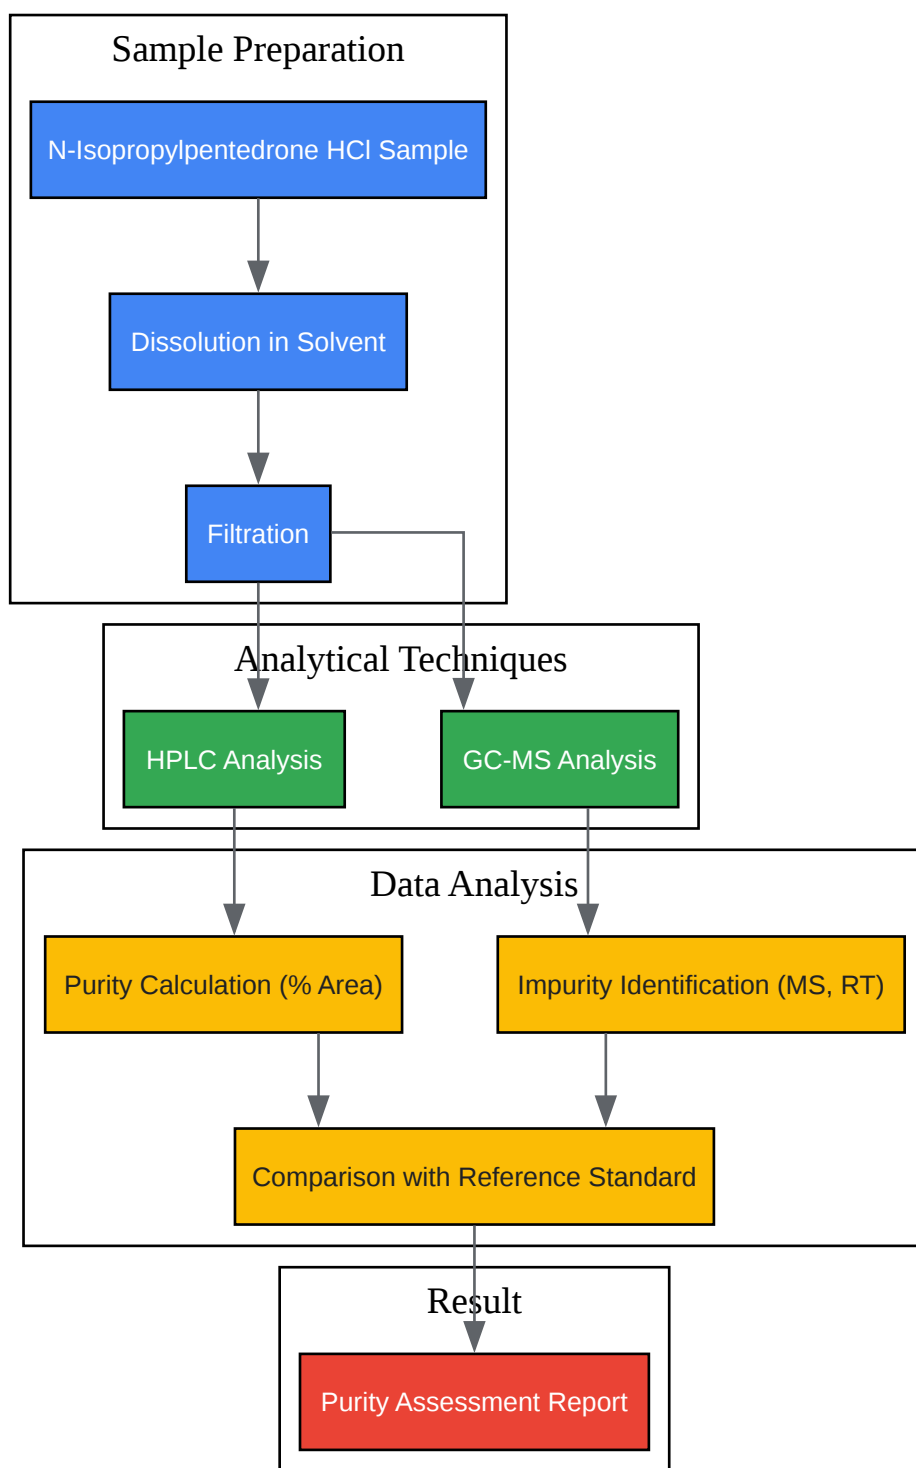 Sample Preparation
N-Isopropylpentedrone HCl Sample
Dissolution in Solvent
Filtration
Analytical Techniques
HPLC Analysis
GC-MS Analysis
Data Analysis
Purity Calculation (% Area)
Impurity Identification (MS, RT)
Comparison with Reference Standard
Result
Purity Assessment Report